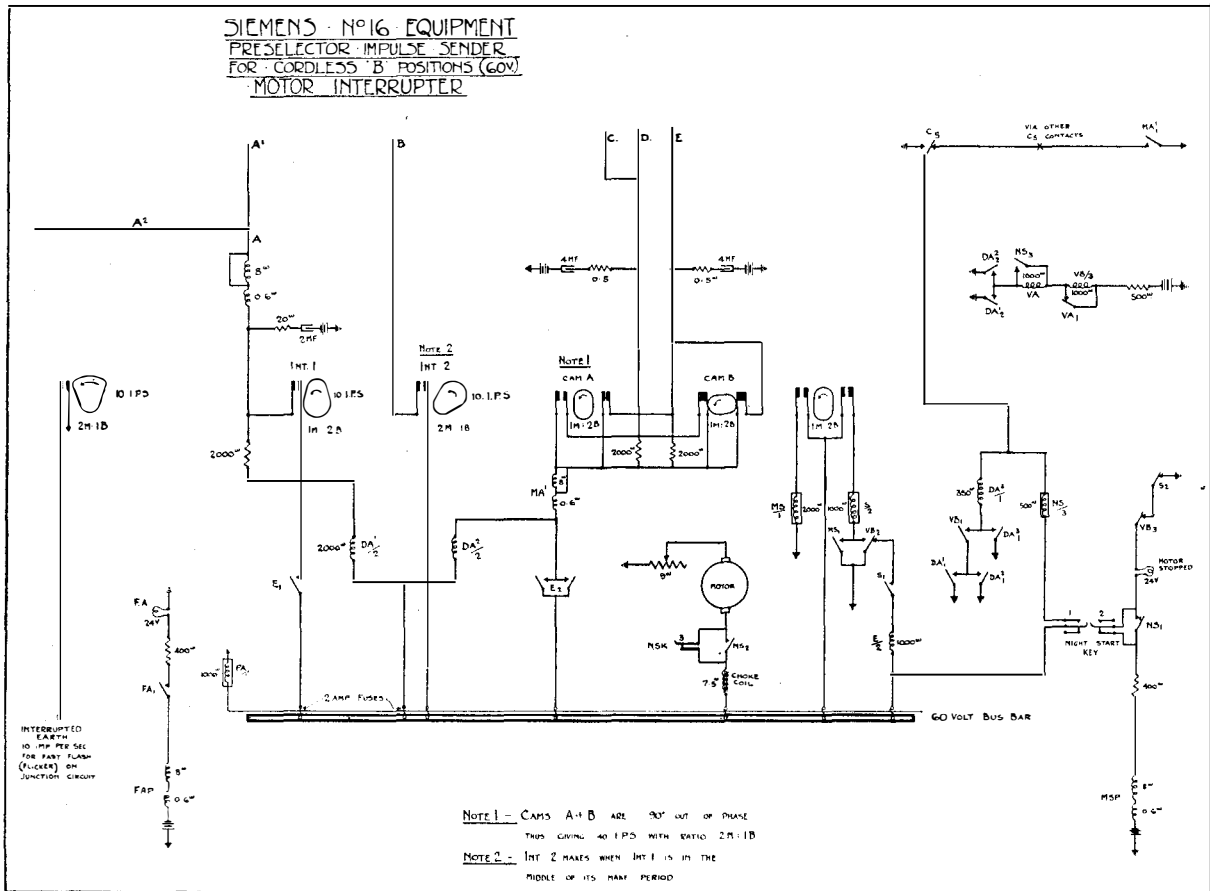 SIEMENS · Nº16 · EQUIPMENT
PRESELECTOR · IMPULSE · SENDER
FOR · CORDLESS 'B' POSITIONS (60V)
MOTOR INTERRUPTER
A¹
B
C.
D.
E
C5
VIA OTHER
C5 CONTACTS
MA¹₁
A²
A
8ω
0.6ω
4MF
0.5
4MF
0.5ω
DA²₂
NS3
1600ω
VA
VB/3
1000ω
500ω
DA¹₂
VA1
20ω
2MF
NOTE 2
INT. 1
INT 2
NOTE 1
CAM A
CAM B
10 I.P.S
10 I.P.S
10. I.P.S
2M:1B
1M:2B
2M:1B
1M:2B
1M:2B
1M:2B
2000ω
2000ω
2000ω
8ω
MA¹
0.6ω
2000ω
DA¹/2
DA²/2
MS/1
2000ω
1000ω
S/2
MS1
VB2
350ω
DA³/1
500ω
NS/3
S2
VB3
VB1
DA³₁
DA¹₁
DA²₁
MOTOR
STOPPED
24V
E1
E2
9ω
MOTOR
S1
1
2
NS1
NIGHT START
KEY
FA
24V
400ω
FA1
1000ω
FA
NSK
3
MS2
7.5ω
CHOKE
COIL
E/2
1000ω
400ω
2 AMP FUSES
60 VOLT BUS BAR
INTERRUPTED
EARTH
10 IMP PER SEC
FOR FAST FLASH
(FLICKER) ON
JUNCTION CIRCUIT
8ω
FAP
0.6ω
8ω
MSP
0.6ω
NOTE 1 - CAMS A+B ARE 90° OUT OF PHASE
THUS GIVING 40 I.P.S WITH RATIO 2M:1B
NOTE 2 - INT 2 MAKES WHEN INT 1 IS IN THE
MIDDLE OF ITS MAKE PERIOD